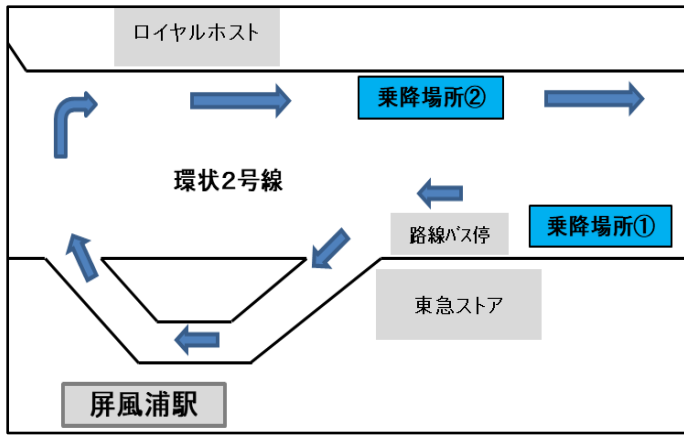 ロイヤルホスト
乗降場所②
環状2号線
路線バス停
乗降場所①
東急ストア
屏風浦駅